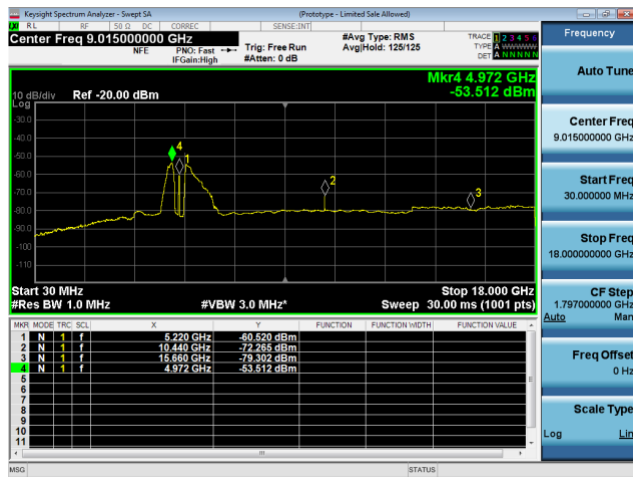 Keysight Spectrum Analyzer - Swept SA (Prototype - Limited Sale Allowed)
RL RF 50 Ω DC CORREC SENSE:INT
Center Freq 9.015000000 GHz
NFE PNO: Fast Trig: Free Run #Avg Type: RMS TRACE 1 2 3 4 5 6
IFGain:High #Atten: 0 dB Avg|Hold: 125/125 TYPE A WWWWW
DET A N N N N N
Mkr4 4.972 GHz
10 dB/div Ref -20.00 dBm -53.512 dBm
Log
-30.0
-40.0
-50.0
4
1
-60.0
2
-70.0
3
-80.0
-90.0
-100
-110
Start 30 MHz Stop 18.000 GHz
#Res BW 1.0 MHz #VBW 3.0 MHz* Sweep 30.00 ms (1001 pts)
MKR MODE TRC SCL X Y FUNCTION FUNCTION WIDTH FUNCTION VALUE
1 N 1 f 5.220 GHz -60.520 dBm
2 N 1 f 10.440 GHz -72.265 dBm
3 N 1 f 15.660 GHz -79.302 dBm
4 N 1 f 4.972 GHz -53.512 dBm
5
6
7
8
9
10
11
MSG STATUS
Frequency
Auto Tune
Center Freq
9.015000000 GHz
Start Freq
30.000000 MHz
Stop Freq
18.000000000 GHz
CF Step
1.797000000 GHz
Auto Man
Freq Offset
0 Hz
Scale Type
Log Lin